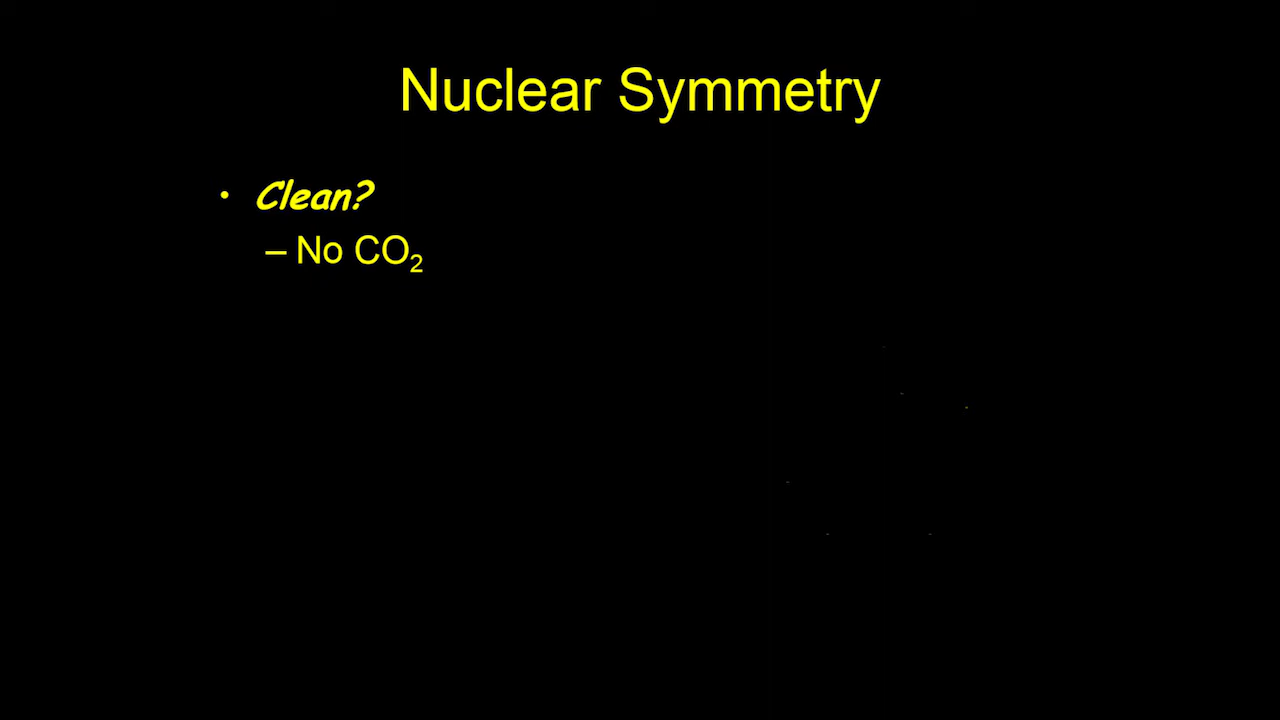 Nuclear Symmetry
• Clean?
– No CO₂